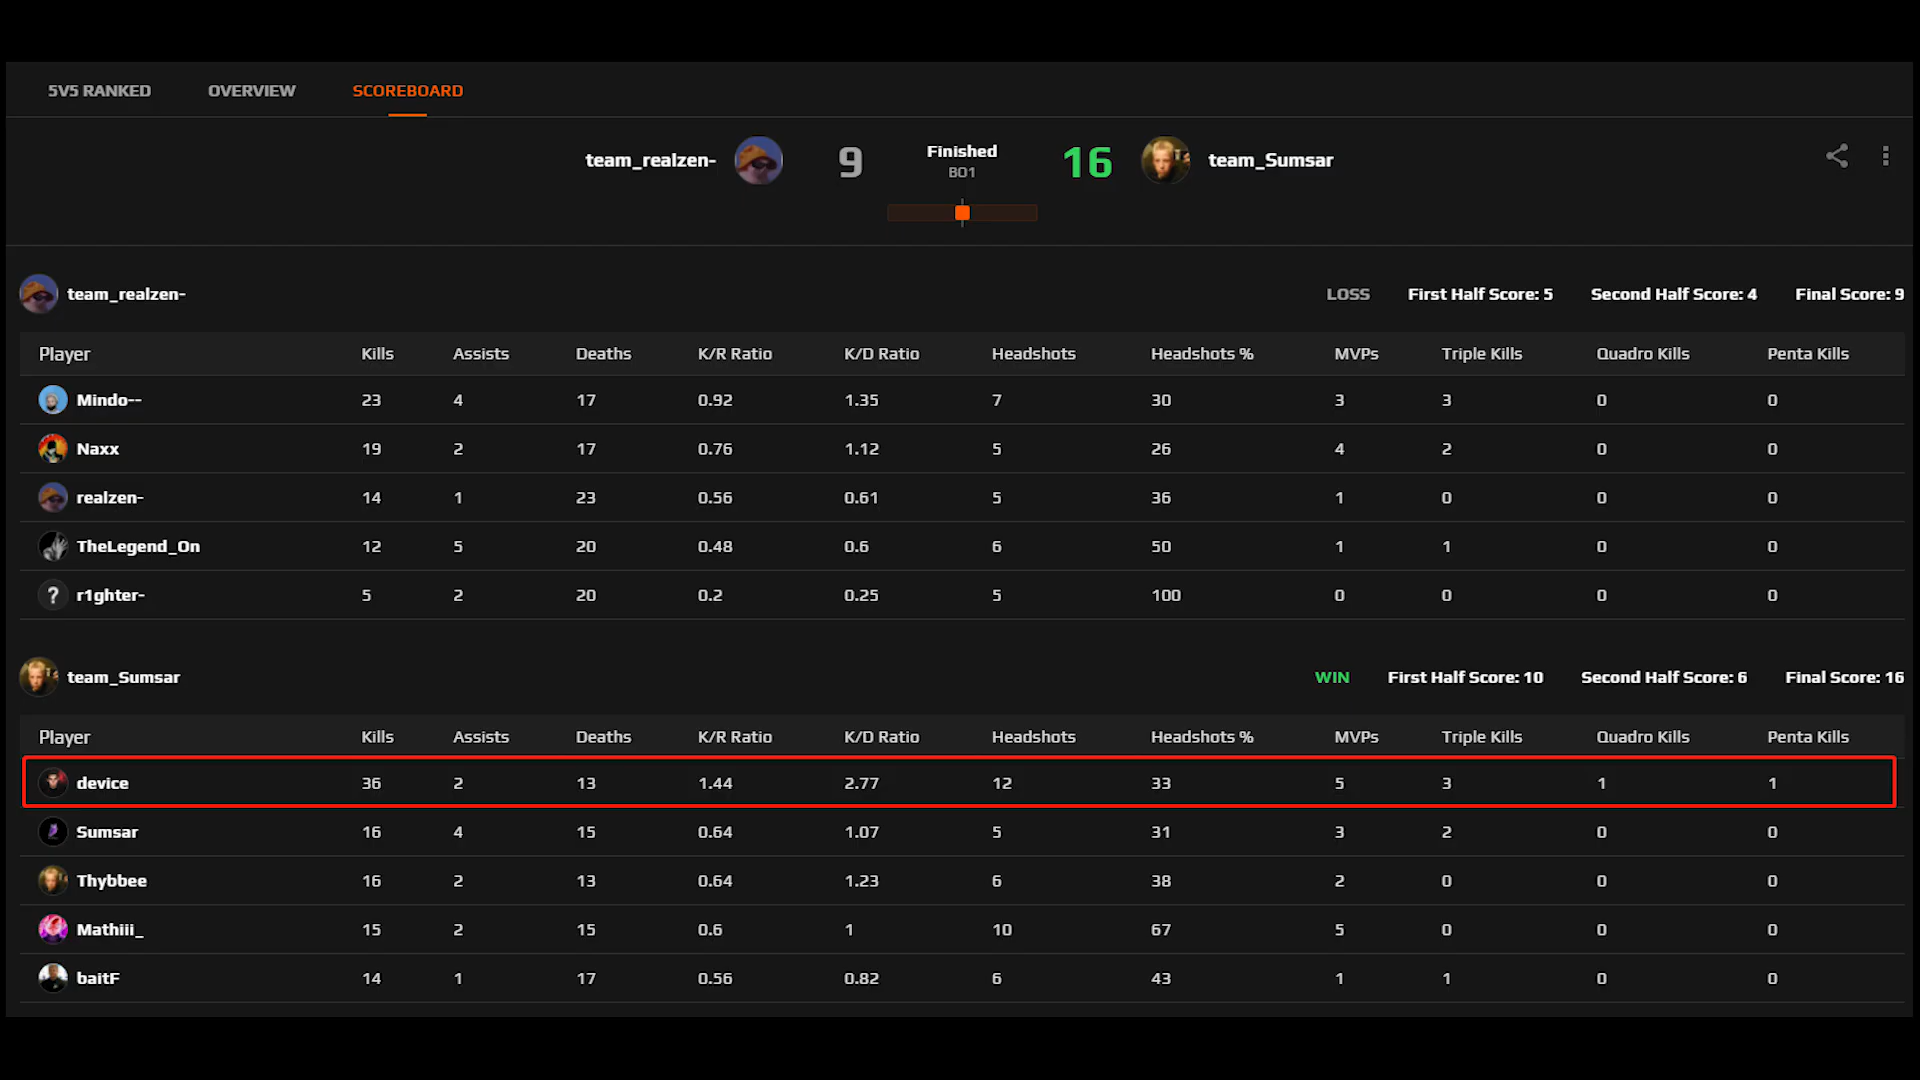 5V5 RANKED OVERVIEW SCOREBOARD
team_realzen- 9 Finished 16 team_Sumsar
BO1
team_realzen- LOSS First Half Score: 5 Second Half Score: 4 Final Score: 9
Player Kills Assists Deaths K/R Ratio K/D Ratio Headshots Headshots % MVPs Triple Kills Quadro Kills Penta Kills
Mindo-- 23 4 17 0.92 1.35 7 30 3 3 0 0
Naxx 19 2 17 0.76 1.12 5 26 4 2 0 0
realzen- 14 1 23 0.56 0.61 5 36 1 0 0 0
TheLegend_On 12 5 20 0.48 0.6 6 50 1 1 0 0
? r1ghter- 5 2 20 0.2 0.25 5 100 0 0 0 0
team_Sumsar WIN First Half Score: 10 Second Half Score: 6 Final Score: 16
Player Kills Assists Deaths K/R Ratio K/D Ratio Headshots Headshots % MVPs Triple Kills Quadro Kills Penta Kills
device 36 2 13 1.44 2.77 12 33 5 3 1 1
Sumsar 16 4 15 0.64 1.07 5 31 3 2 0 0
Thybbee 16 2 13 0.64 1.23 6 38 2 0 0 0
Mathiii_ 15 2 15 0.6 1 10 67 5 0 0 0
baitF 14 1 17 0.56 0.82 6 43 1 1 0 0